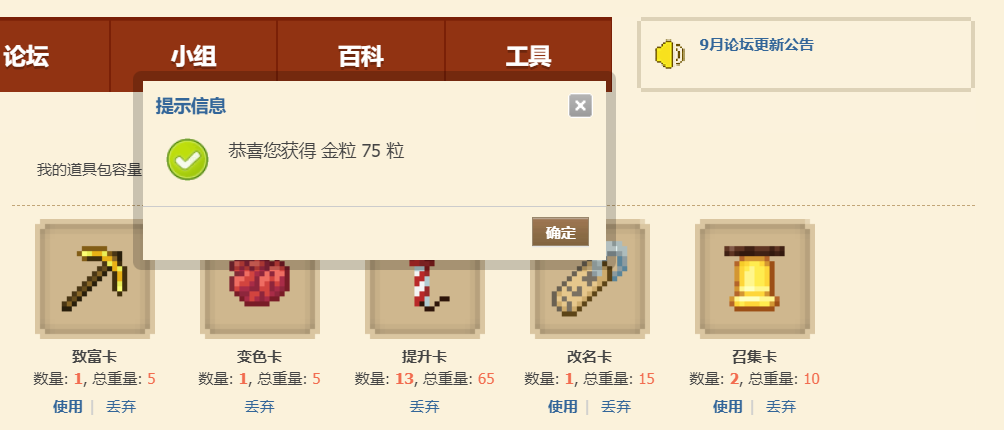 论坛 小组 百科 工具
9月论坛更新公告
提示信息
恭喜您获得 金粒 75 粒
我的道具包容量
确定
致富卡 变色卡 提升卡 改名卡 召集卡
数量: 1, 总重量: 5 数量: 1, 总重量: 5 数量: 13, 总重量: 65 数量: 1, 总重量: 15 数量: 2, 总重量: 10
使用 | 丢弃 丢弃 丢弃 使用 | 丢弃 使用 | 丢弃